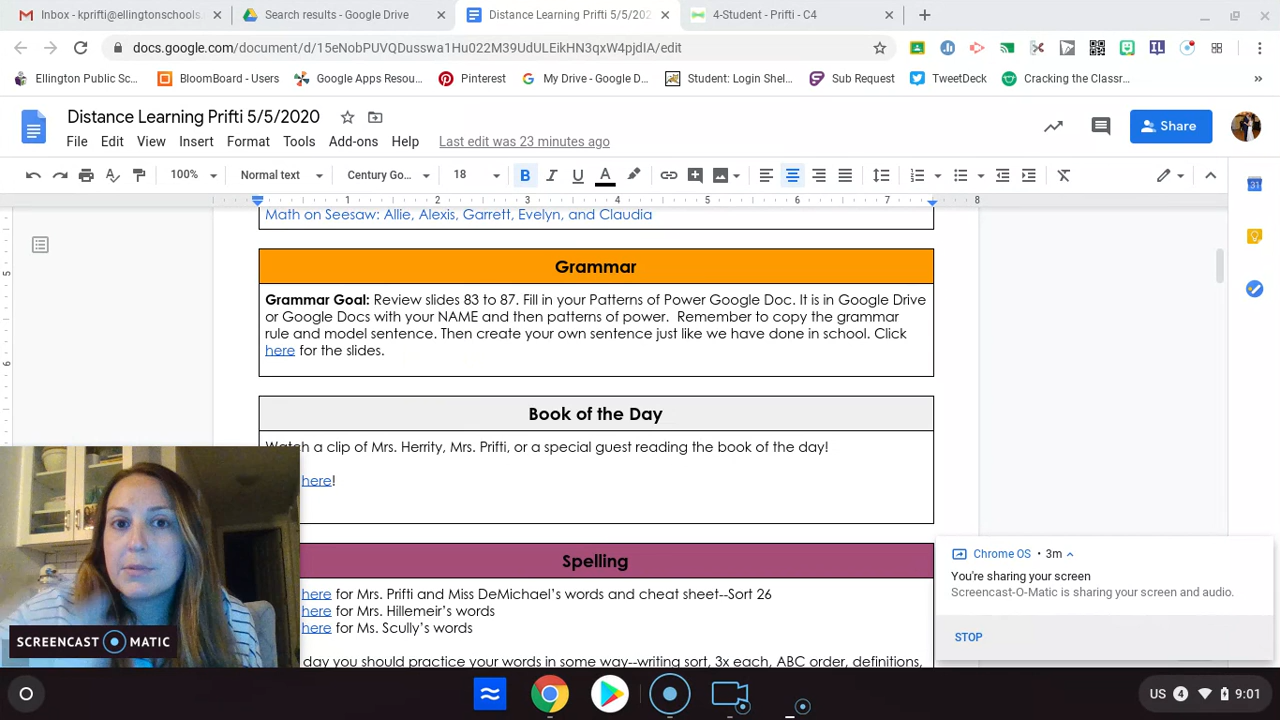 Inbox - kprifti@ellingtonschools
Search results - Google Drive
Distance Learning Prifti 5/5/202
4-Student - Prifti - C4
docs.google.com/document/d/15eNobPUVQDusswa1Hu022M39UdULEikHN3qxW4pjdIA/edit
Ellington Public Sc...
BloomBoard - Users
Google Apps Resou...
Pinterest
My Drive - Google D...
Student: Login Shel...
Sub Request
TweetDeck
Cracking the Classr...
Distance Learning Prifti 5/5/2020
File Edit View Insert Format Tools Add-ons Help Last edit was 23 minutes ago
Share
100% Normal text Century Go... 18
1 2 3 4 5 6 7 8
Math on Seesaw: Allie, Alexis, Garrett, Evelyn, and Claudia
Grammar
Grammar Goal: Review slides 83 to 87. Fill in your Patterns of Power Google Doc. It is in Google Drive
or Google Docs with your NAME and then patterns of power. Remember to copy the grammar
rule and model sentence. Then create your own sentence just like we have done in school. Click
here for the slides.
Book of the Day
Watch a clip of Mrs. Herrity, Mrs. Prifti, or a special guest reading the book of the day!
here!
Spelling
here for Mrs. Prifti and Miss DeMichael's words and cheat sheet--Sort 26
here for Mrs. Hillemeir's words
here for Ms. Scully's words
day you should practice your words in some way--writing sort, 3x each, ABC order, definitions,
5
6
SCREENCAST O MATIC
Chrome OS • 3m
You're sharing your screen
Screencast-O-Matic is sharing your screen and audio.
STOP
US 4 9:01